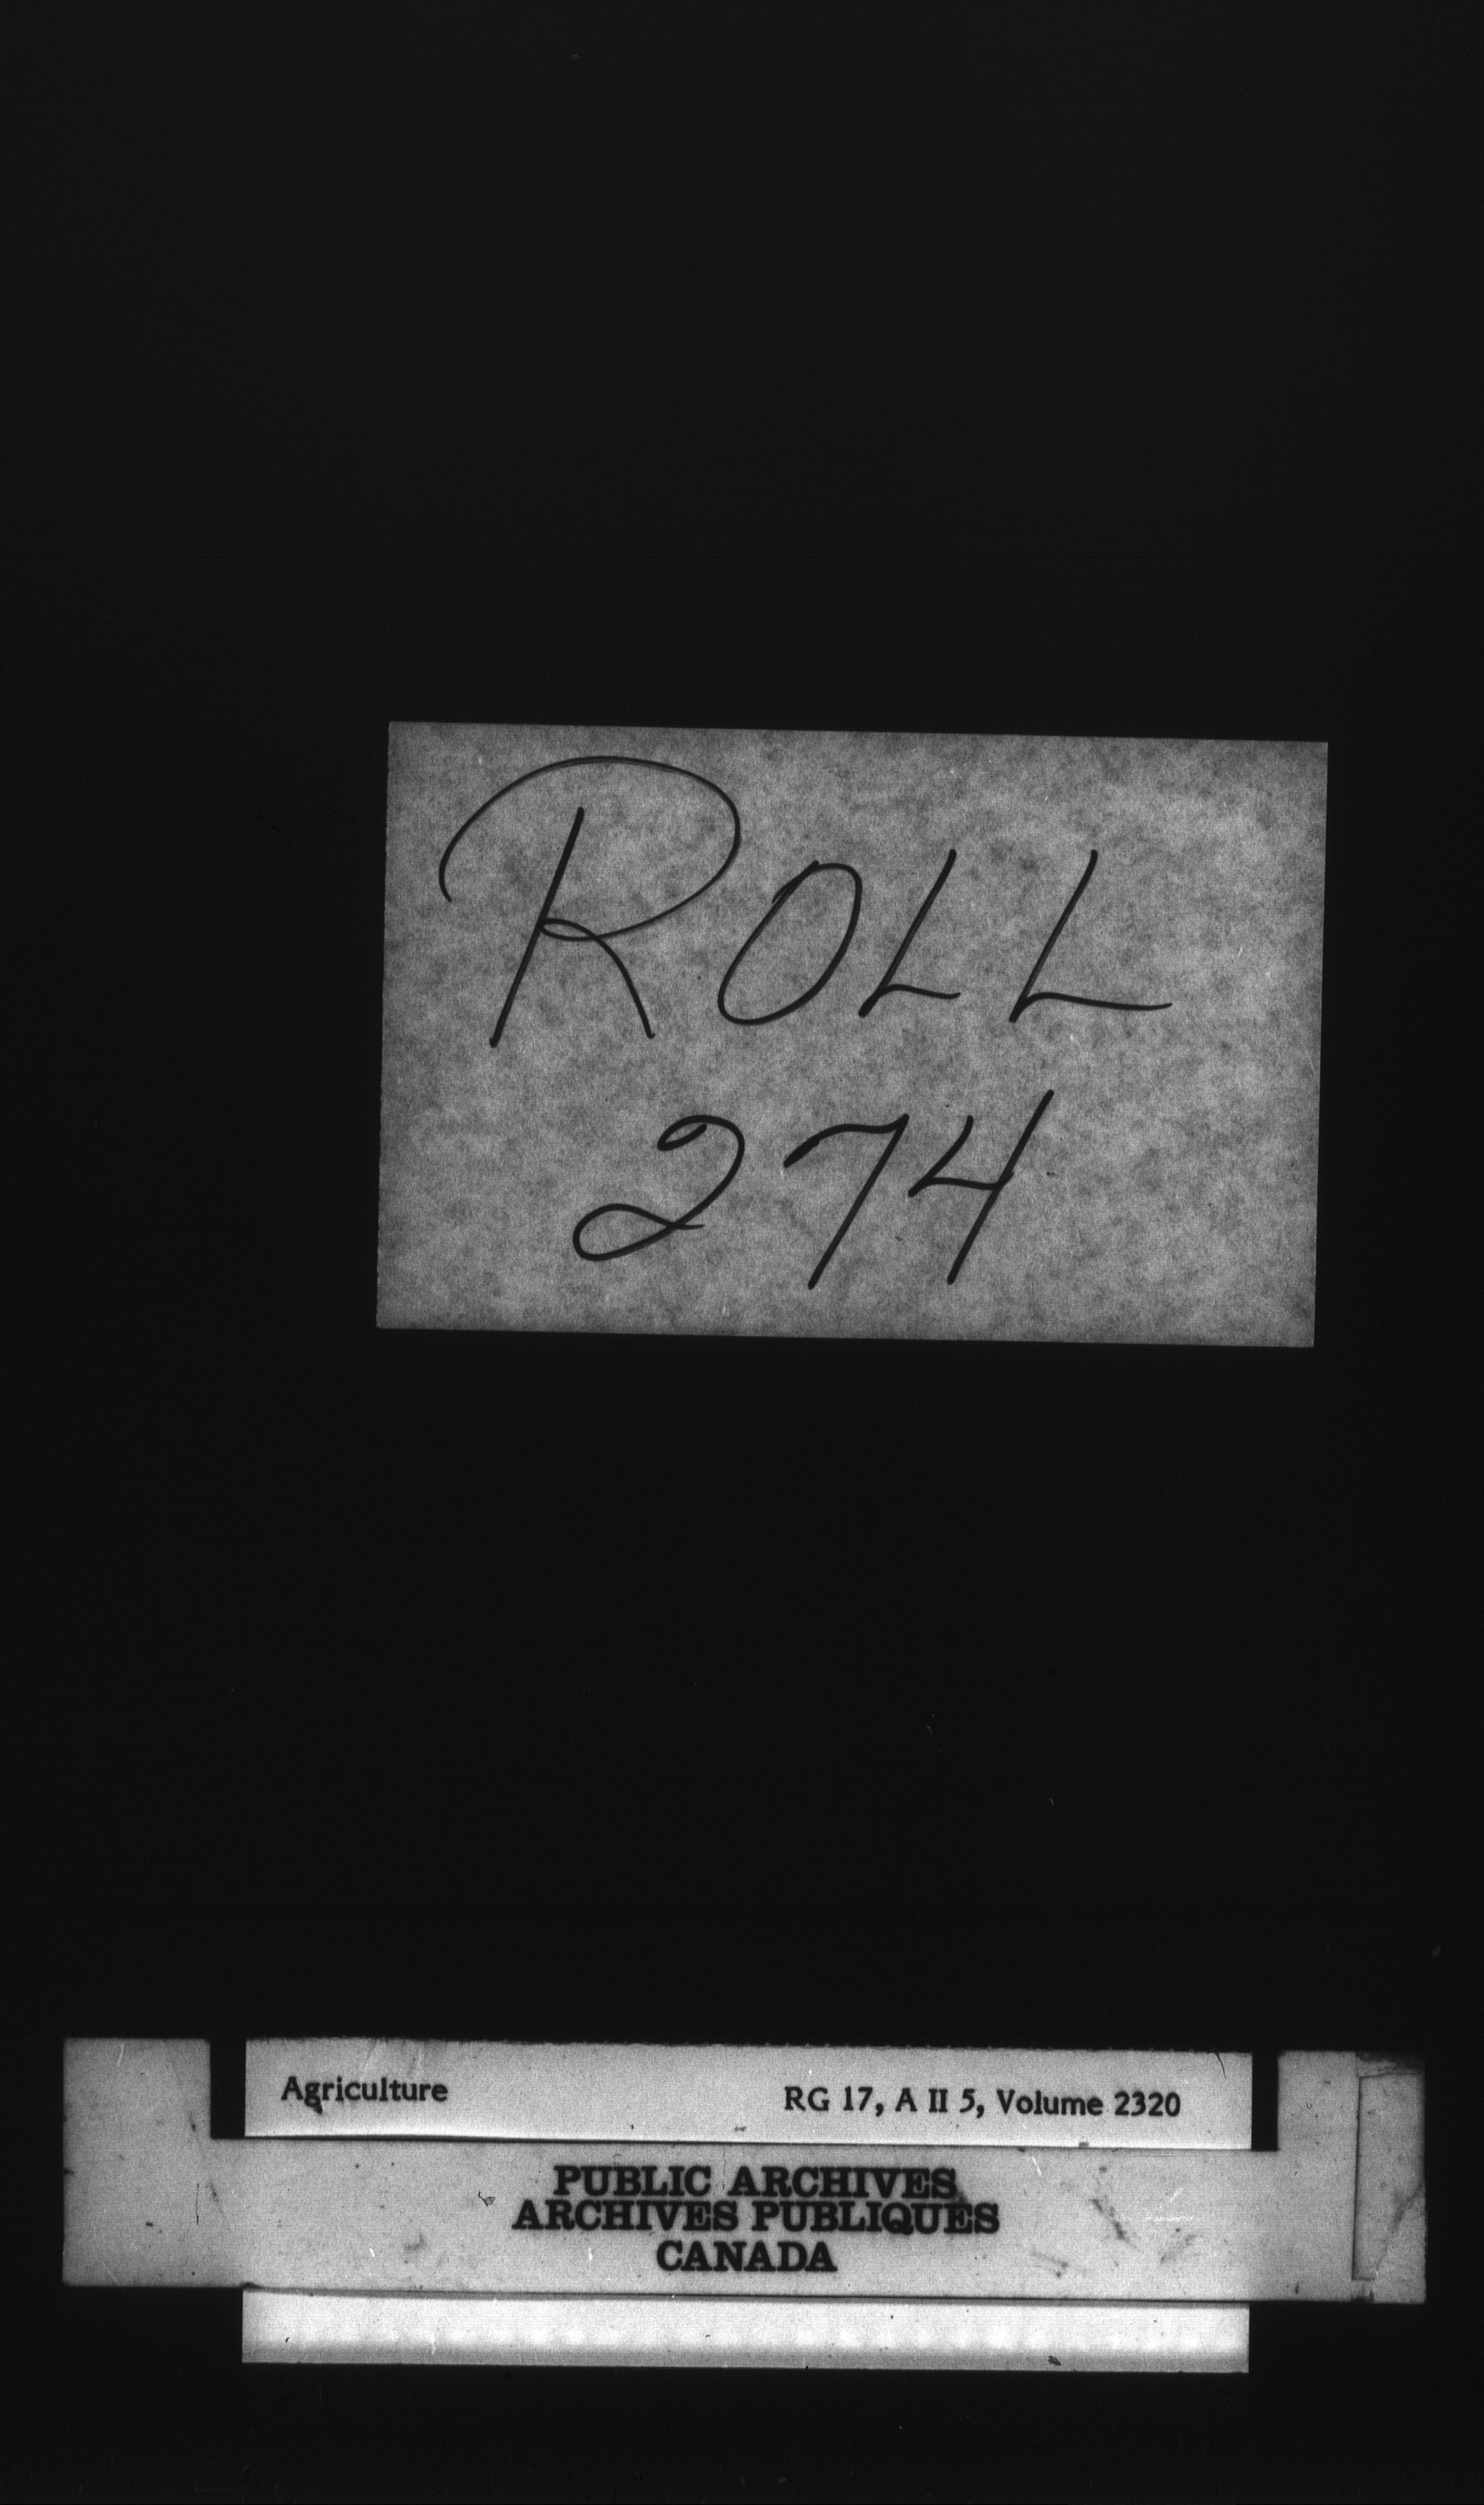 ROLL
274
Agriculture RG 17, A II 5, Volume 2320
PUBLIC ARCHIVES
ARCHIVES PUBLIQUES
CANADA